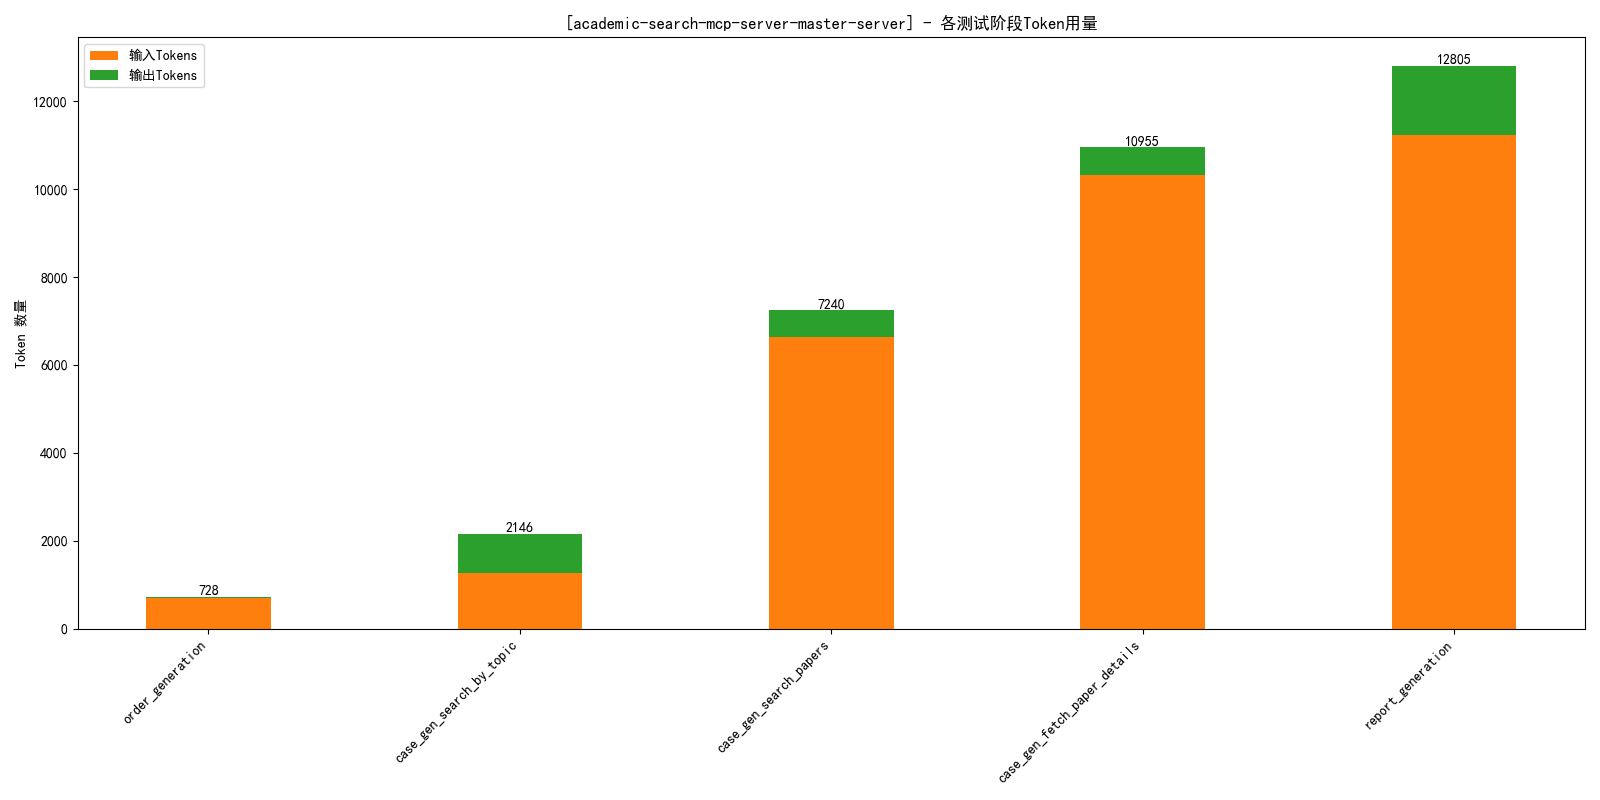 [academic-search-mcp-server-master-server] - 各测试阶段Token用量
输入Tokens
输出Tokens
Token 数量
12000
10000
8000
6000
4000
2000
0
728
2146
7240
10955
12805
order_generation
case_gen_search_by_topic
case_gen_search_papers
case_gen_fetch_paper_details
report_generation